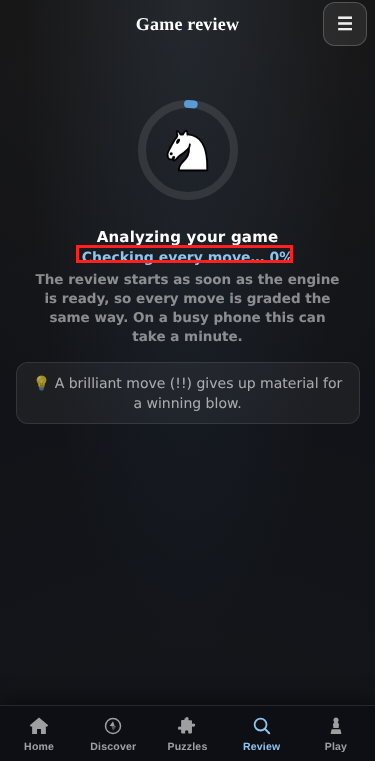 Game review
Analyzing your game
Checking every move... 0%
The review starts as soon as the engine
is ready, so every move is graded the
same way. On a busy phone this can
take a minute.
💡 A brilliant move (!!) gives up material for
a winning blow.
Home Discover Puzzles Review Play